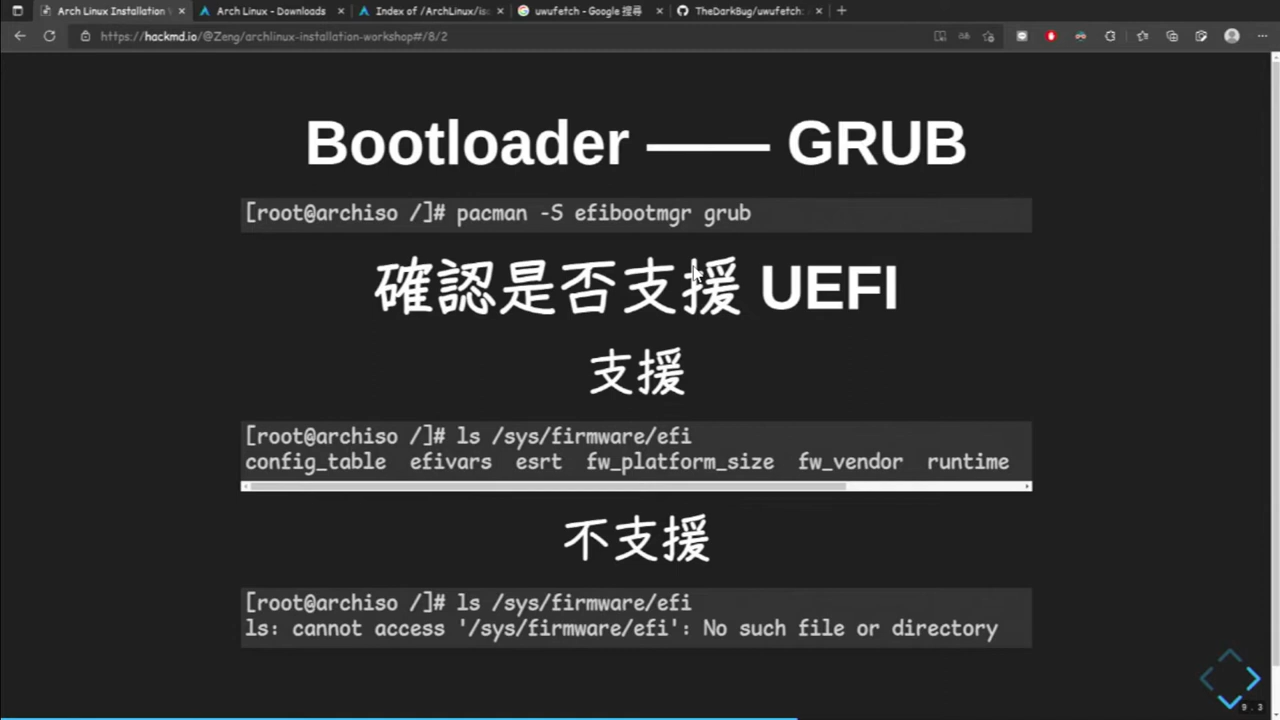 Arch Linux Installation
Arch Linux - Downloads
Index of /ArchLinux/iso
uwufetch - Google 搜尋
TheDarkBug/uwufetch:
https://hackmd.io/@Zeng/archlinux-installation-workshop#/8/2
Bootloader —— GRUB
[root@archiso /]# pacman -S efibootmgr grub
確認是否支援 UEFI
支援
[root@archiso /]# ls /sys/firmware/efi
config_table efivars esrt fw_platform_size fw_vendor runtime
不支援
[root@archiso /]# ls /sys/firmware/efi
ls: cannot access '/sys/firmware/efi': No such file or directory
9.3